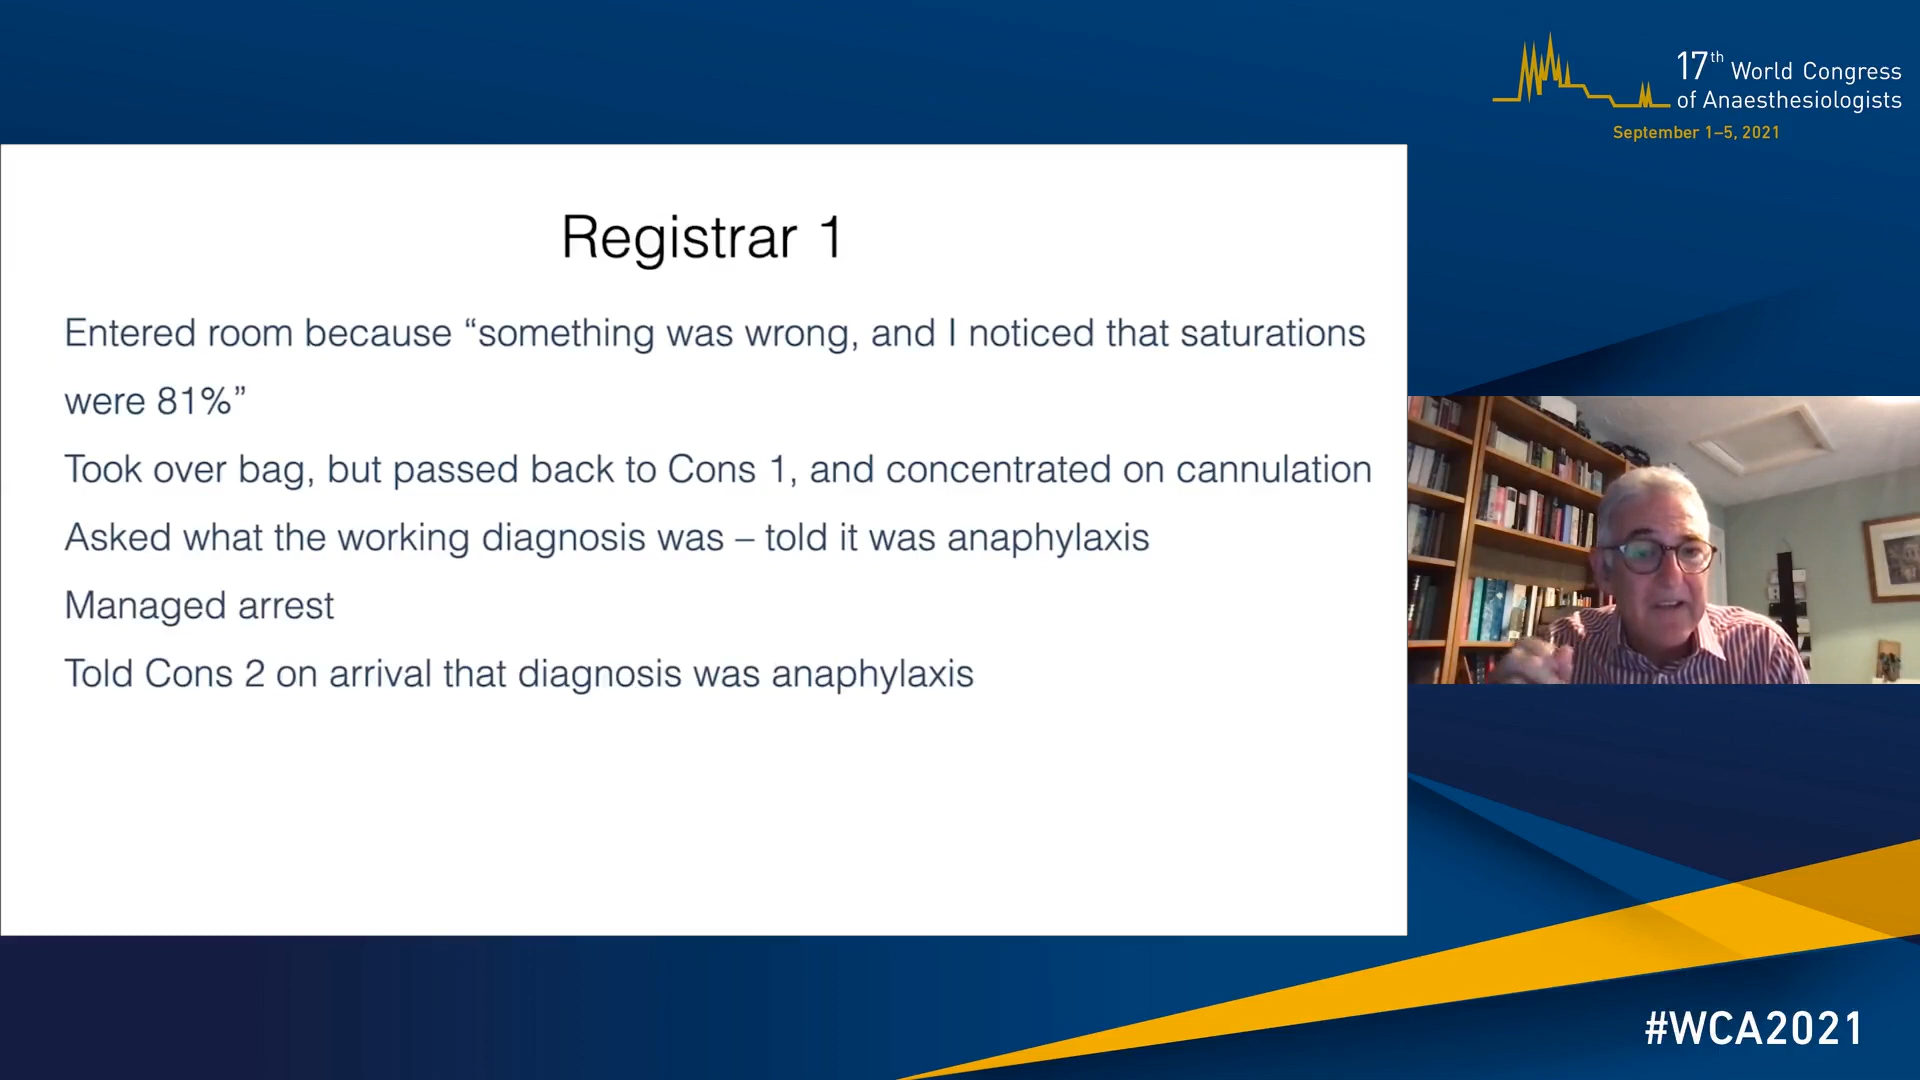 17th World Congress
of Anaesthesiologists
September 1–5, 2021
Registrar 1
Entered room because “something was wrong, and I noticed that saturations
were 81%”
Took over bag, but passed back to Cons 1, and concentrated on cannulation
Asked what the working diagnosis was – told it was anaphylaxis
Managed arrest
Told Cons 2 on arrival that diagnosis was anaphylaxis
#WCA2021